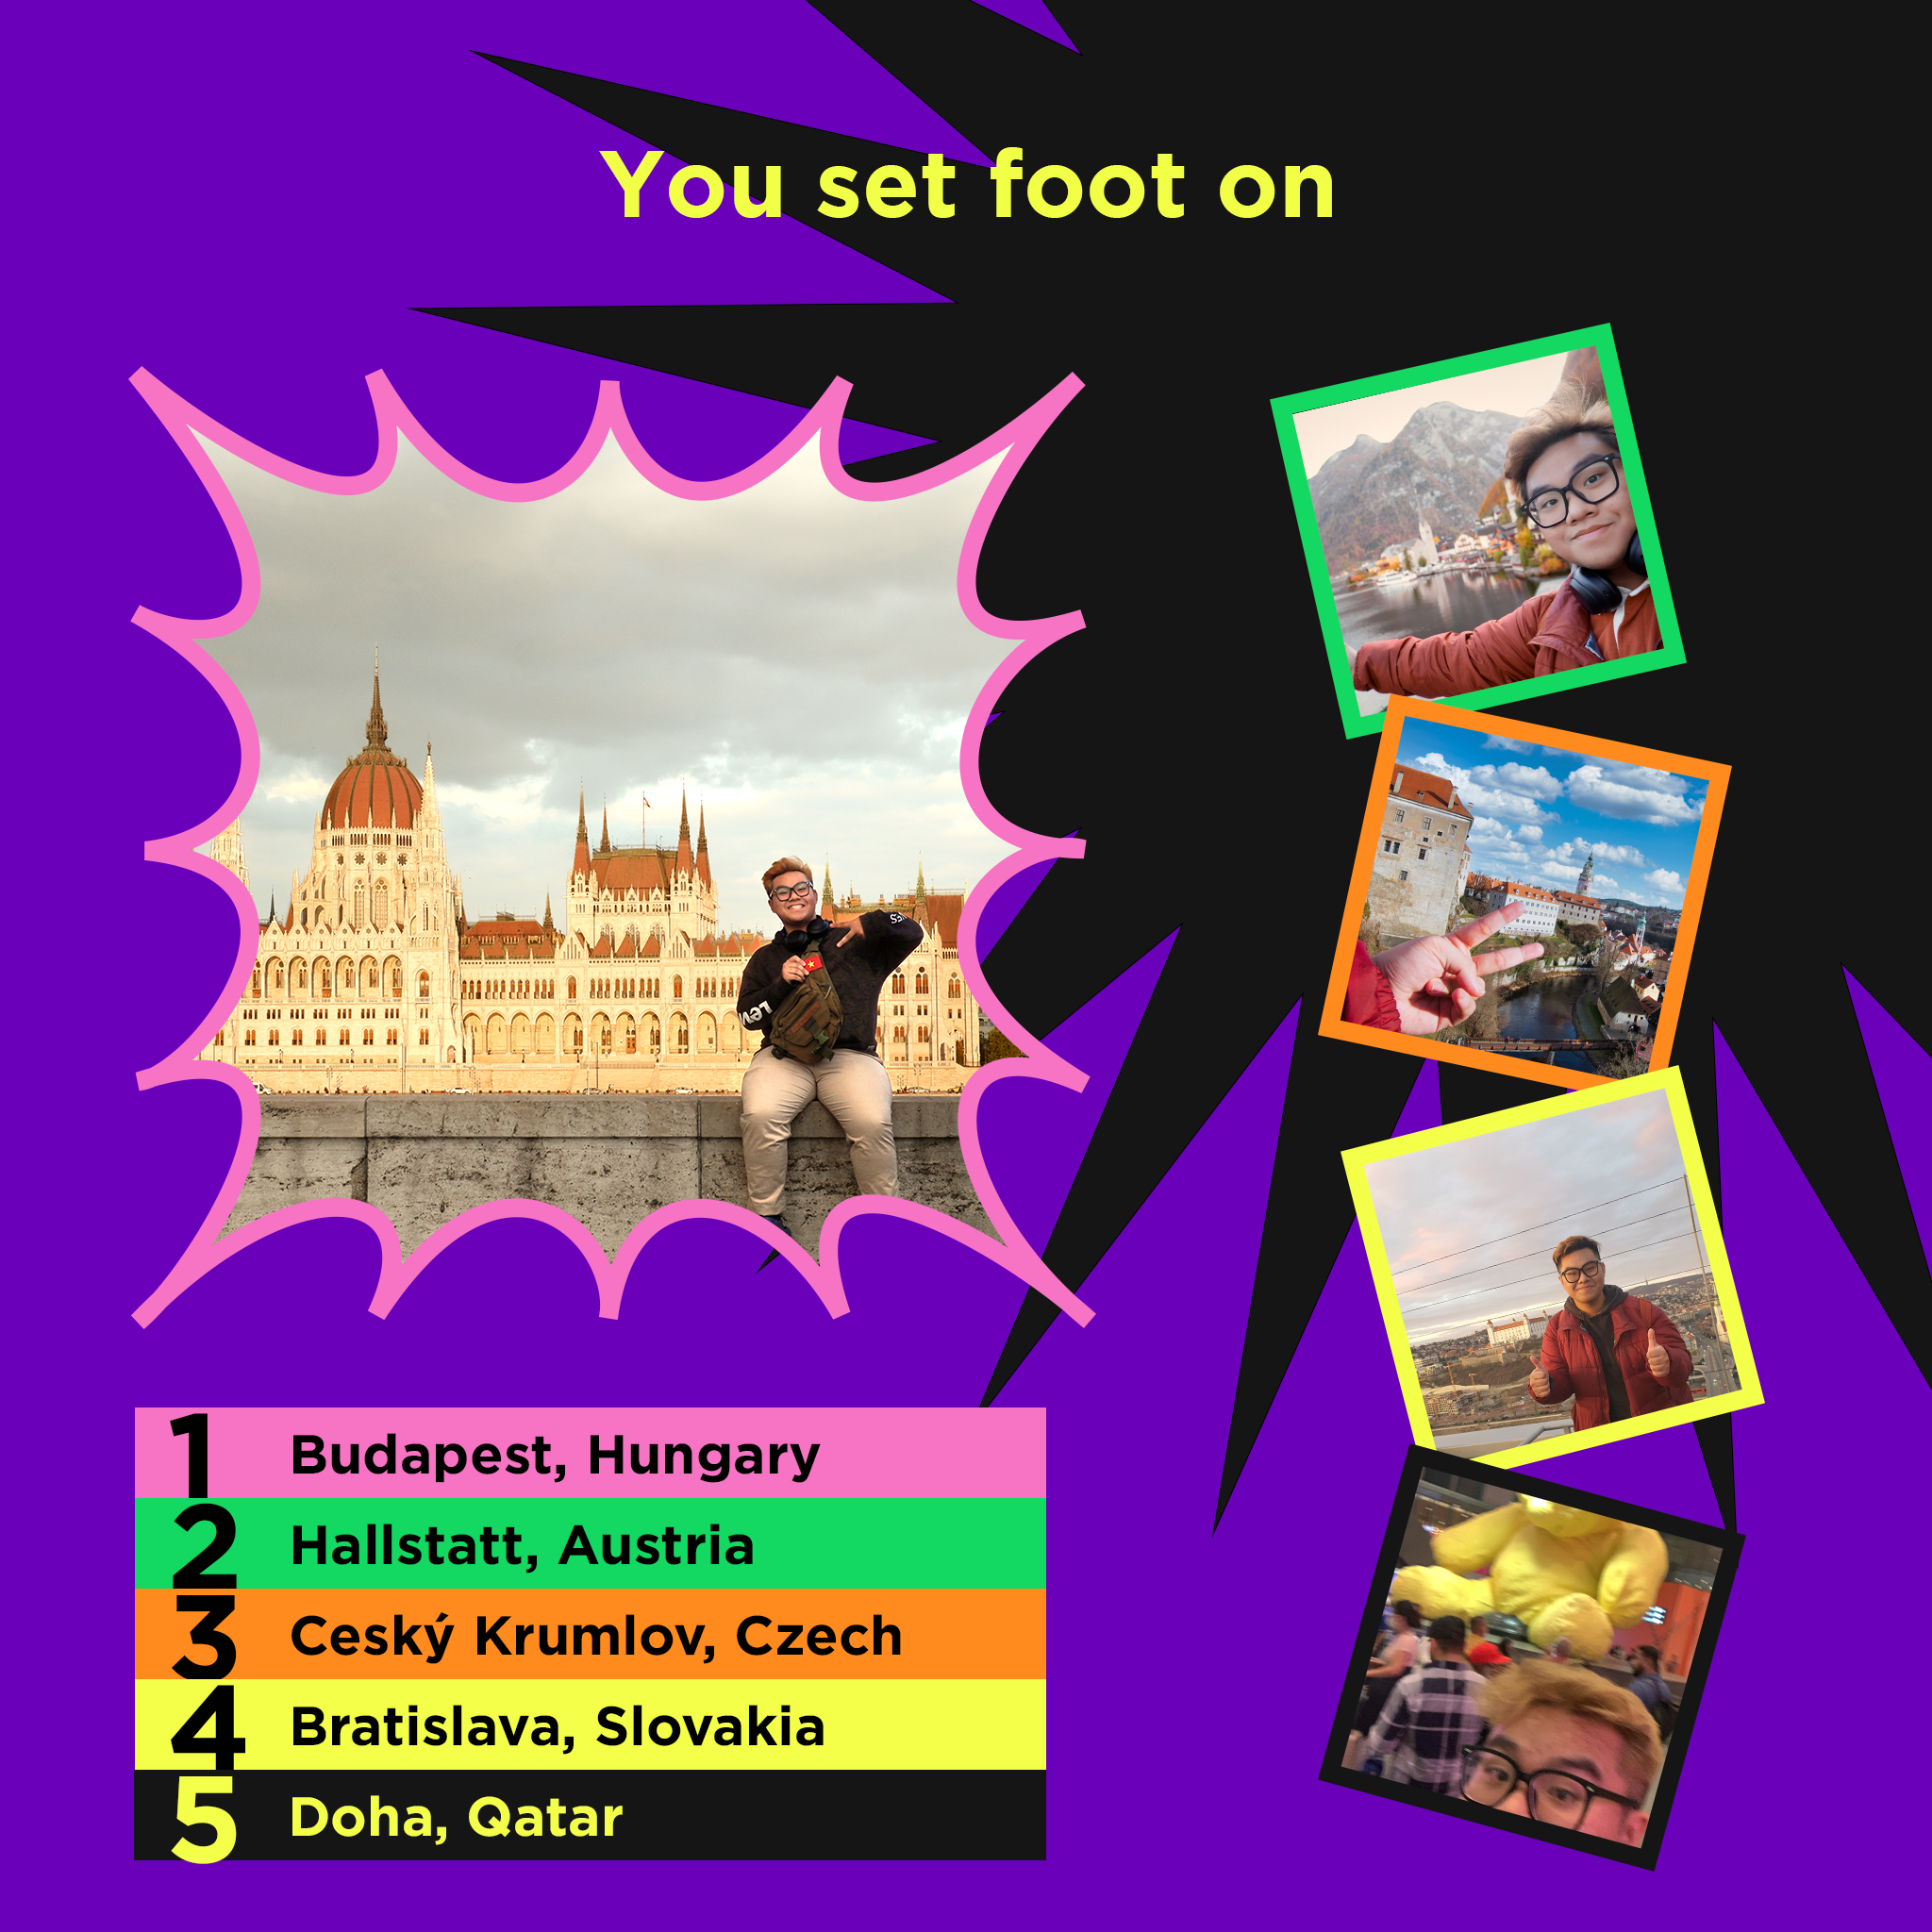 You set foot on
1 Budapest, Hungary
2 Hallstatt, Austria
3 Ceský Krumlov, Czech
4 Bratislava, Slovakia
5 Doha, Qatar